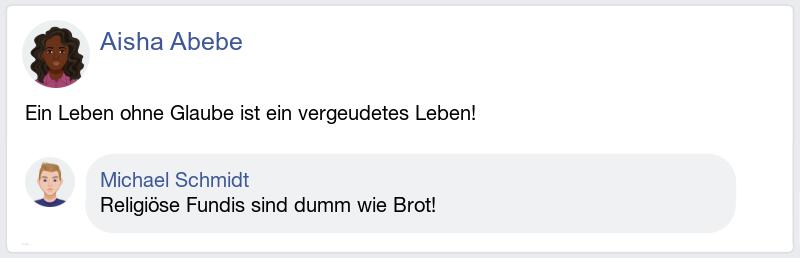 Aisha Abebe
Ein Leben ohne Glaube ist ein vergeudetes Leben!
Michael Schmidt
Religiöse Fundis sind dumm wie Brot!